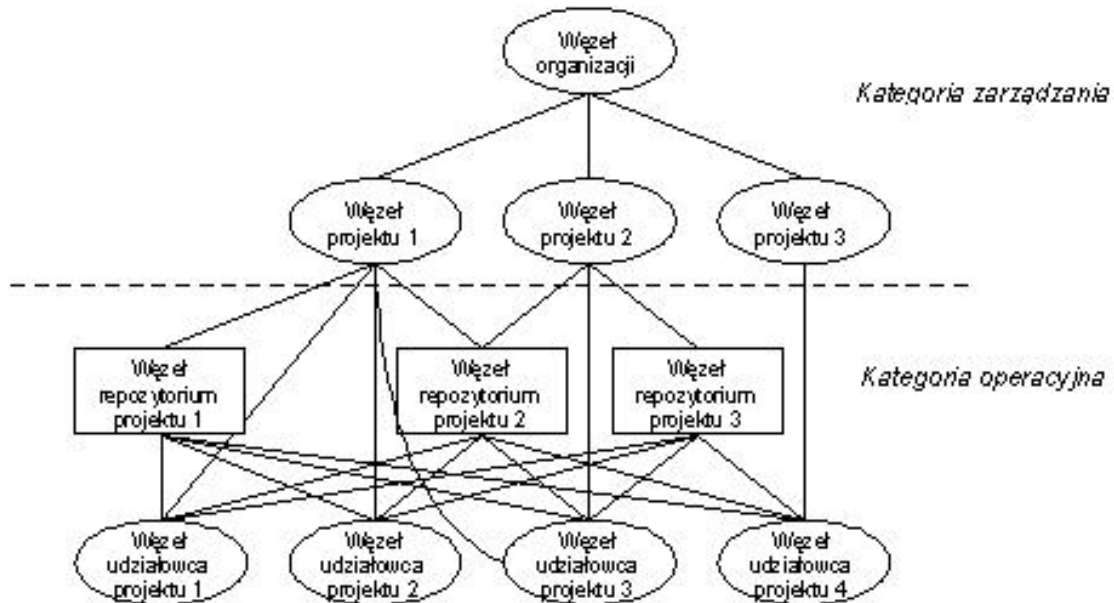 Węzeł
organizacji
Kategoria zarządzania
Węzeł
projektu 1
Węzeł
projektu 2
Węzeł
projektu 3
Węzeł
repozytorium
projektu 1
Węzeł
repozytorium
projektu 2
Węzeł
repozytorium
projektu 3
Kategoria operacyjna
Węzeł
udziałowca
projektu 1
Węzeł
udziałowca
projektu 2
Węzeł
udziałowca
projektu 3
Węzeł
udziałowca
projektu 4